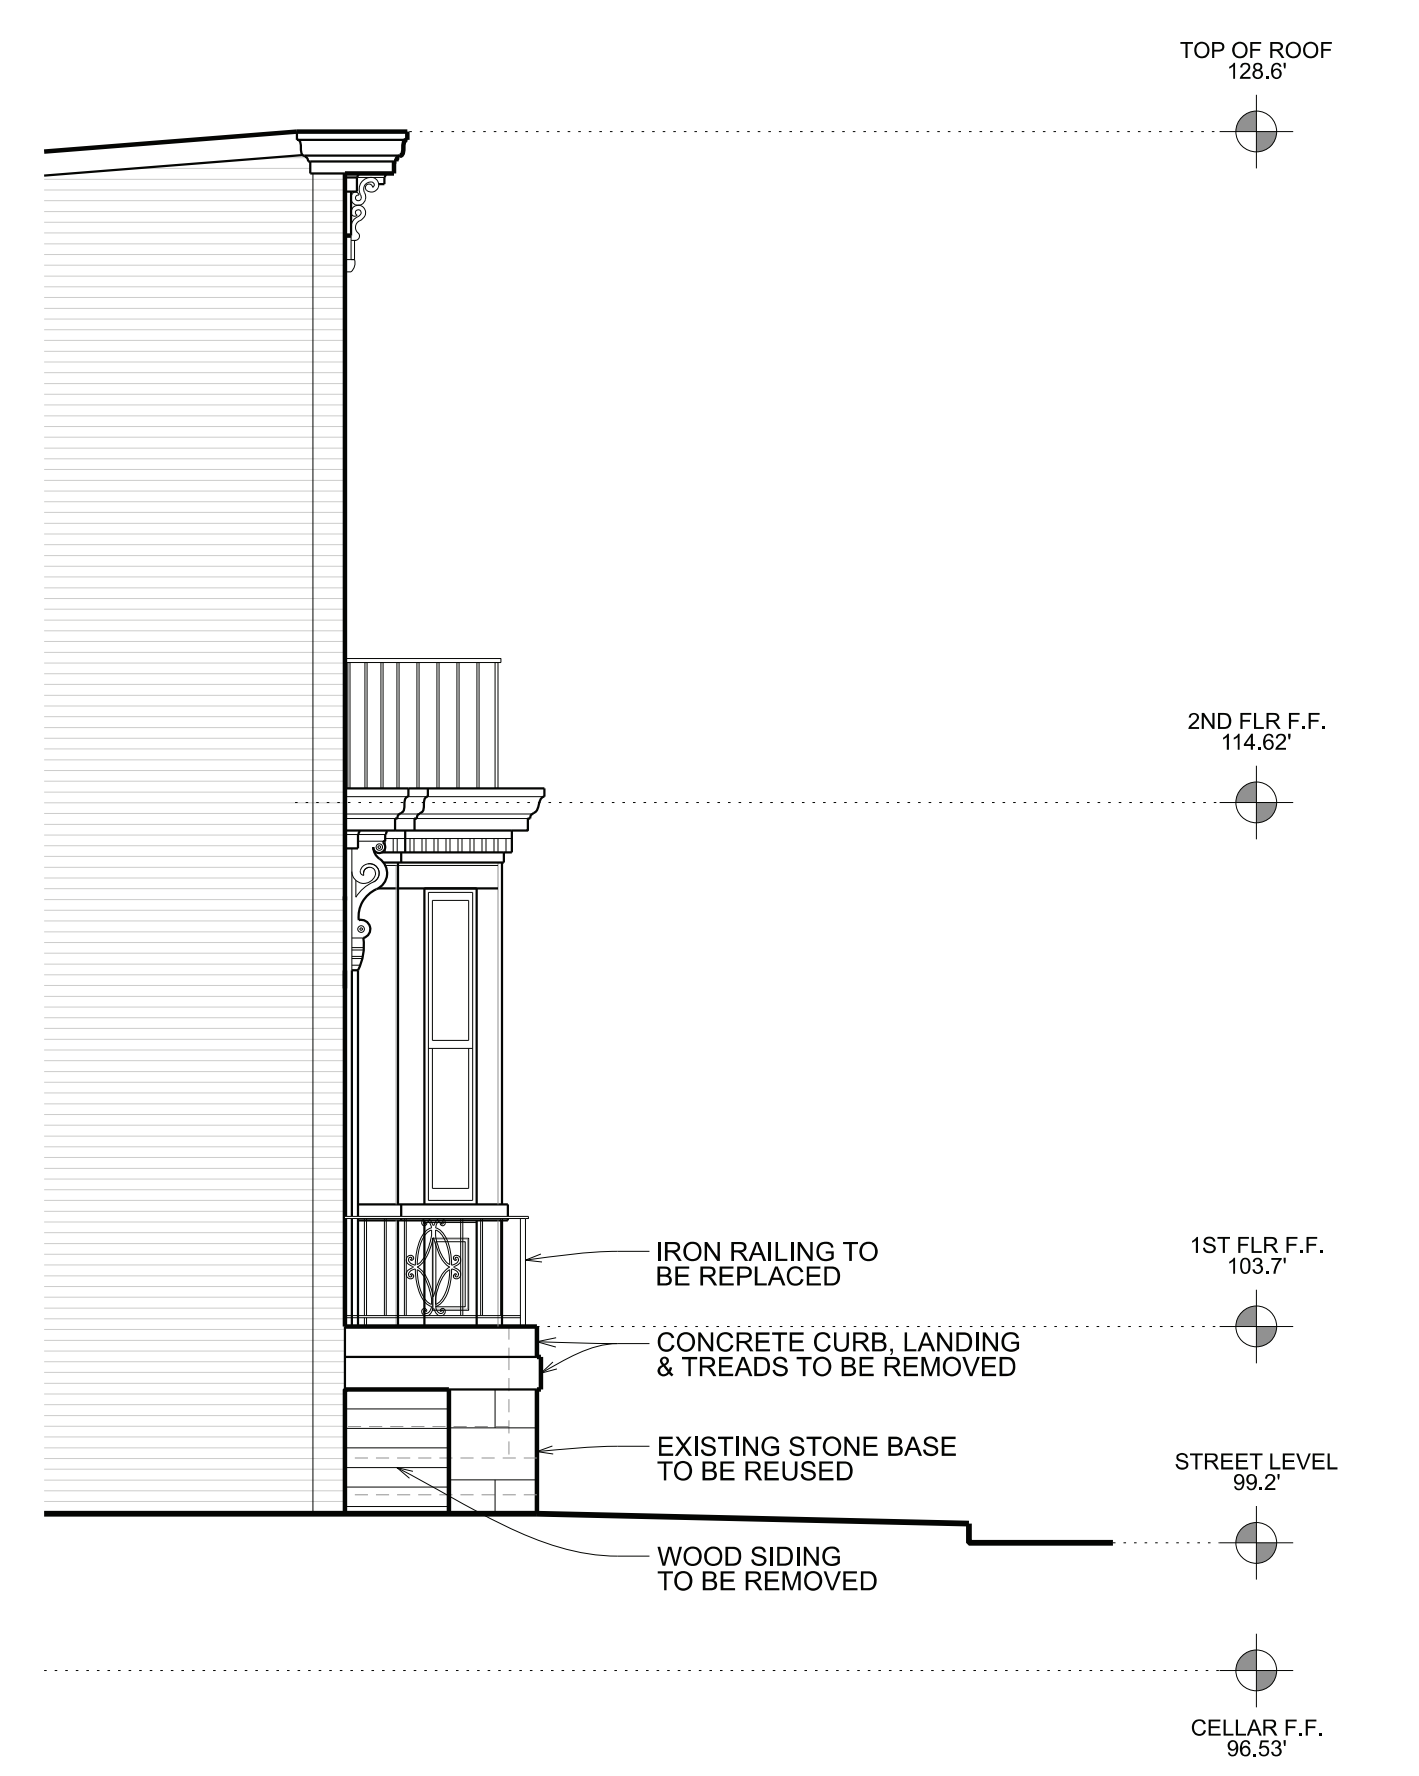 TOP OF ROOF
128.6'
2ND FLR F.F.
114.62'
IRON RAILING TO
BE REPLACED
1ST FLR F.F.
103.7'
CONCRETE CURB, LANDING
& TREADS TO BE REMOVED
EXISTING STONE BASE
TO BE REUSED
STREET LEVEL
99.2'
WOOD SIDING
TO BE REMOVED
CELLAR F.F.
96.53'